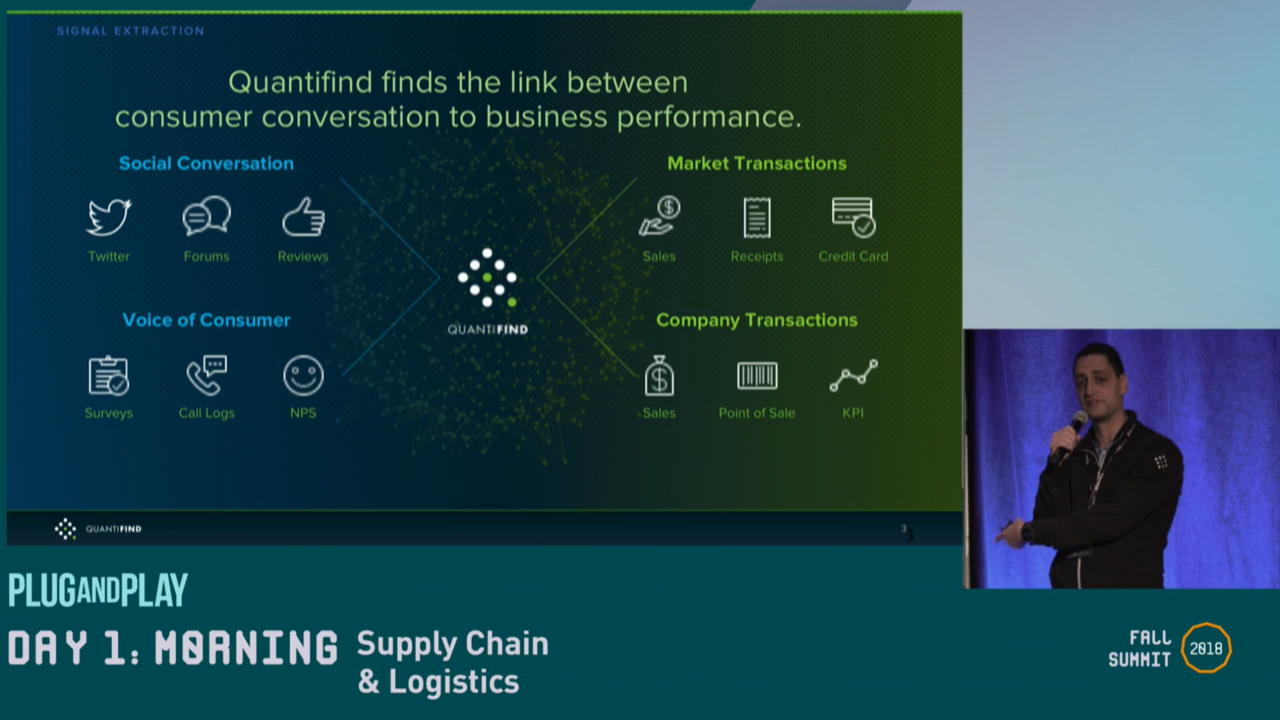 SIGNAL EXTRACTION
Quantifind finds the link between
consumer conversation to business performance.
Social Conversation
Twitter
Forums
Reviews
Voice of Consumer
Surveys
Call Logs
NPS
QUANTIFIND
Market Transactions
Sales
Receipts
Credit Card
Company Transactions
Sales
Point of Sale
KPI
QUANTIFIND
3
3
PLUGANDPLAY
DAY 1: MORNING
Supply Chain
& Logistics
FALL
SUMMIT
2018